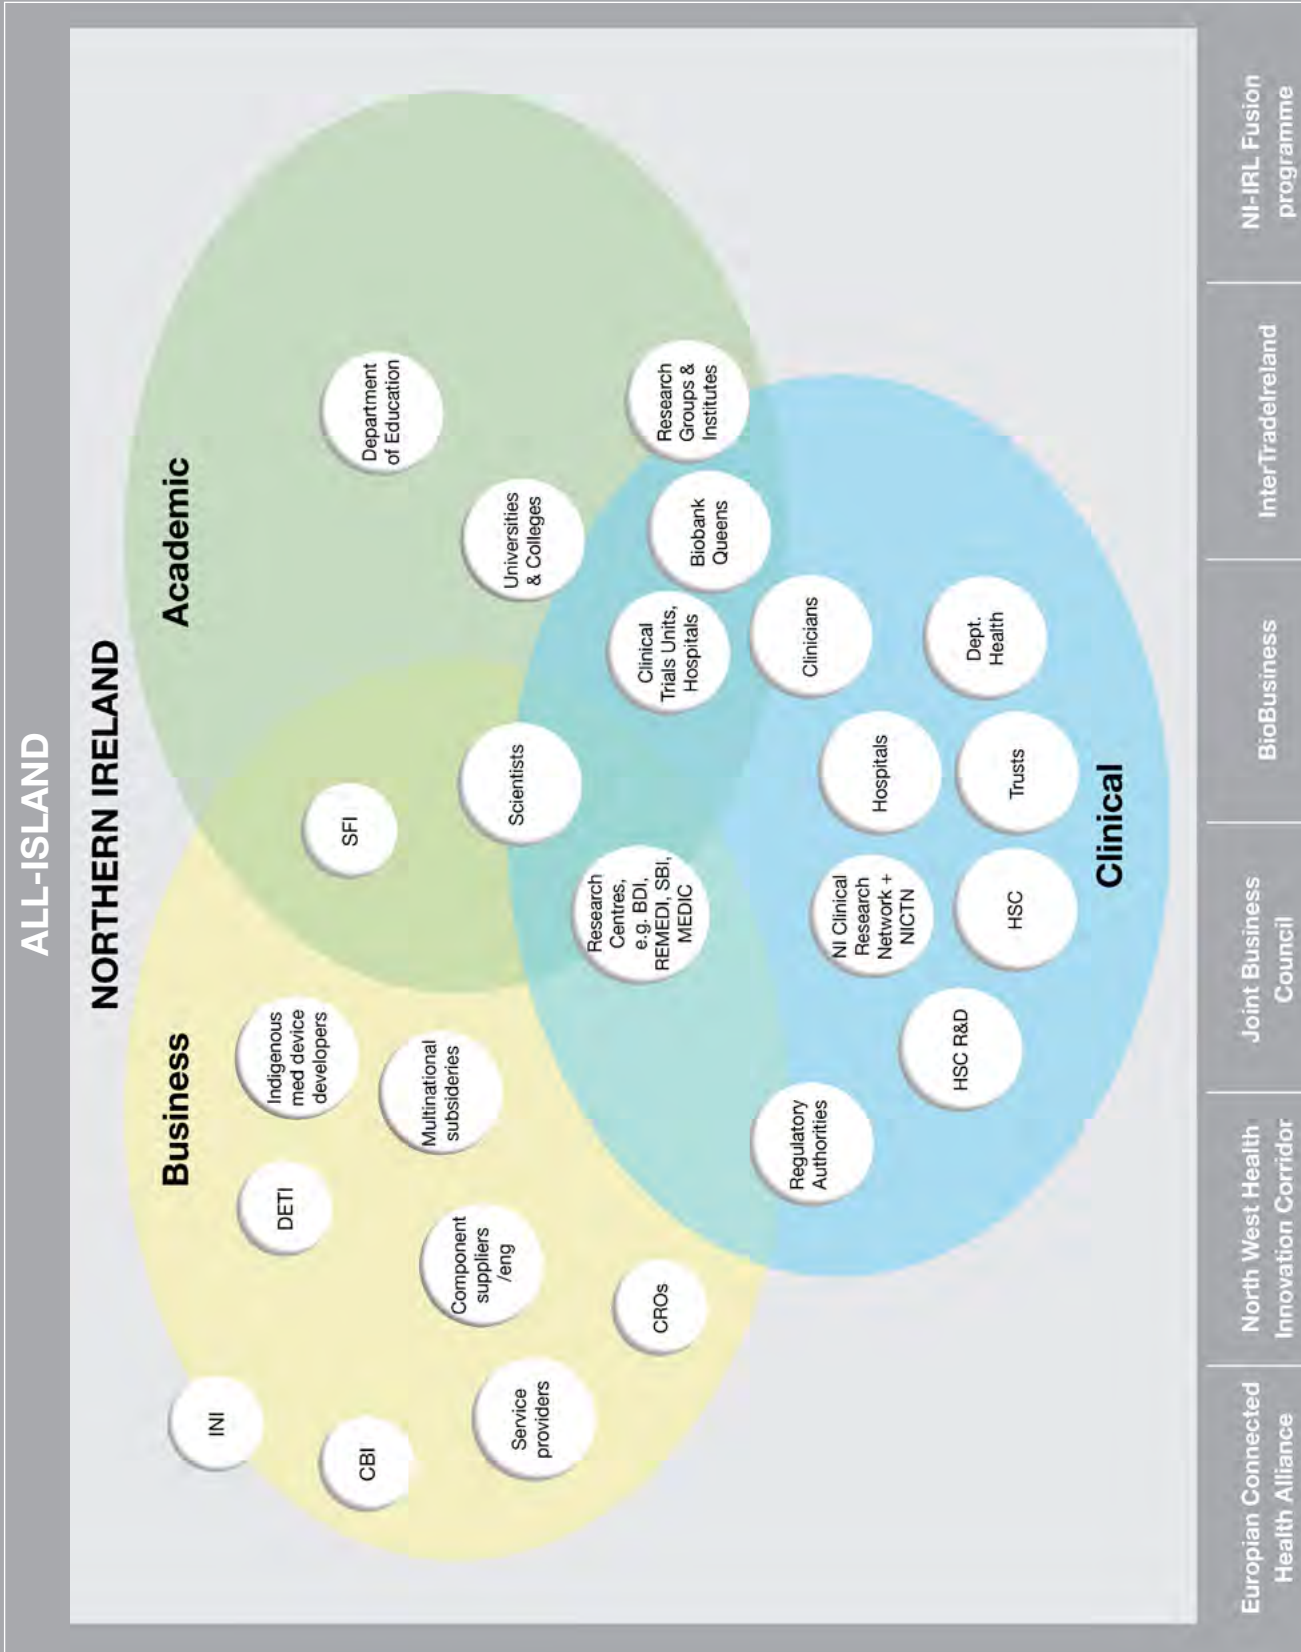 ALL-ISLAND
NORTHERN IRELAND
Business
Academic
INI
CBI
Service
providers
DETI
Component
suppliers
/eng
CROs
Indigenous
med device
developers
Multinational
subsideries
SFI
Scientists
Department
of Education
Universities
& Colleges
Research
Groups &
Institutes
Biobank
Queens
Clinical
Trials Units,
Hospitals
Research
Centres,
e.g. BDI,
REMEDI, SBI,
MEDIC
Regulatory
Authorities
HSC R&D
NI Clinical
Research
Network +
NICTN
HSC
Hospitals
Trusts
Clinicians
Dept.
Health
Clinical
Europian Connected
Health Alliance
North West Health
Innovation Corridor
Joint Business
Council
BioBusiness
InterTradeIreland
NI-IRL Fusion
programme